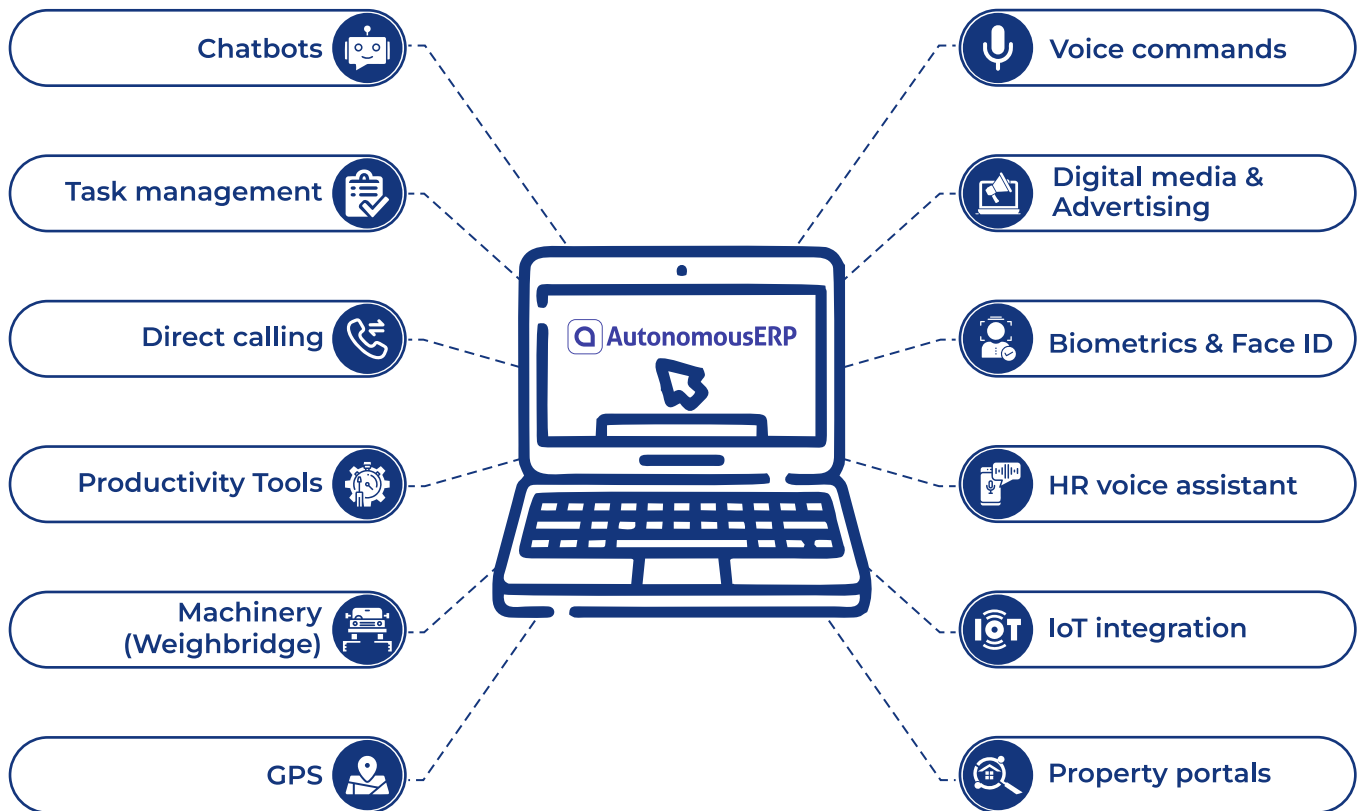 Chatbots
Task management
Direct calling
Productivity Tools
Machinery
(Weighbridge)
GPS
AutonomousERP
Voice commands
Digital media &
Advertising
Biometrics & Face ID
HR voice assistant
IOT
IoT integration
Property portals